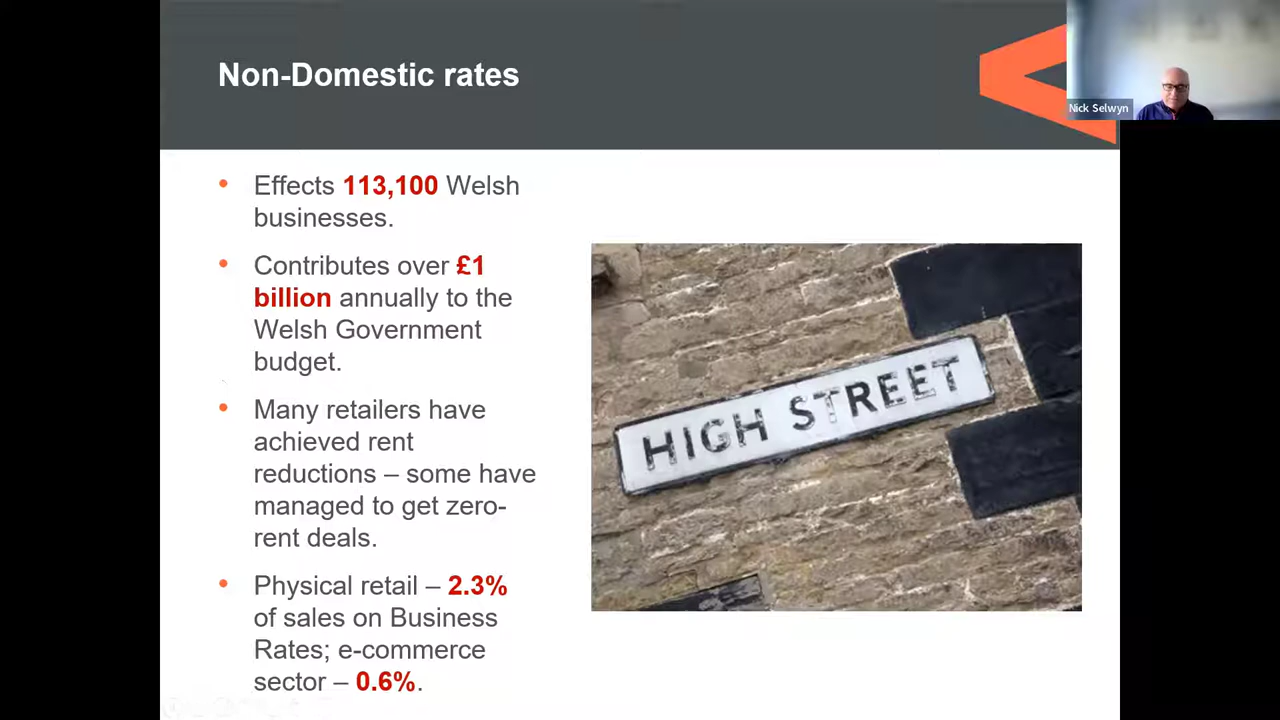 Non-Domestic rates
Nick Selwyn
• Effects 113,100 Welsh
businesses.
• Contributes over £1
billion annually to the
Welsh Government
budget.
• Many retailers have
achieved rent
reductions – some have
managed to get zero-
rent deals.
• Physical retail – 2.3%
of sales on Business
Rates; e-commerce
sector – 0.6%.
HIGH STREET